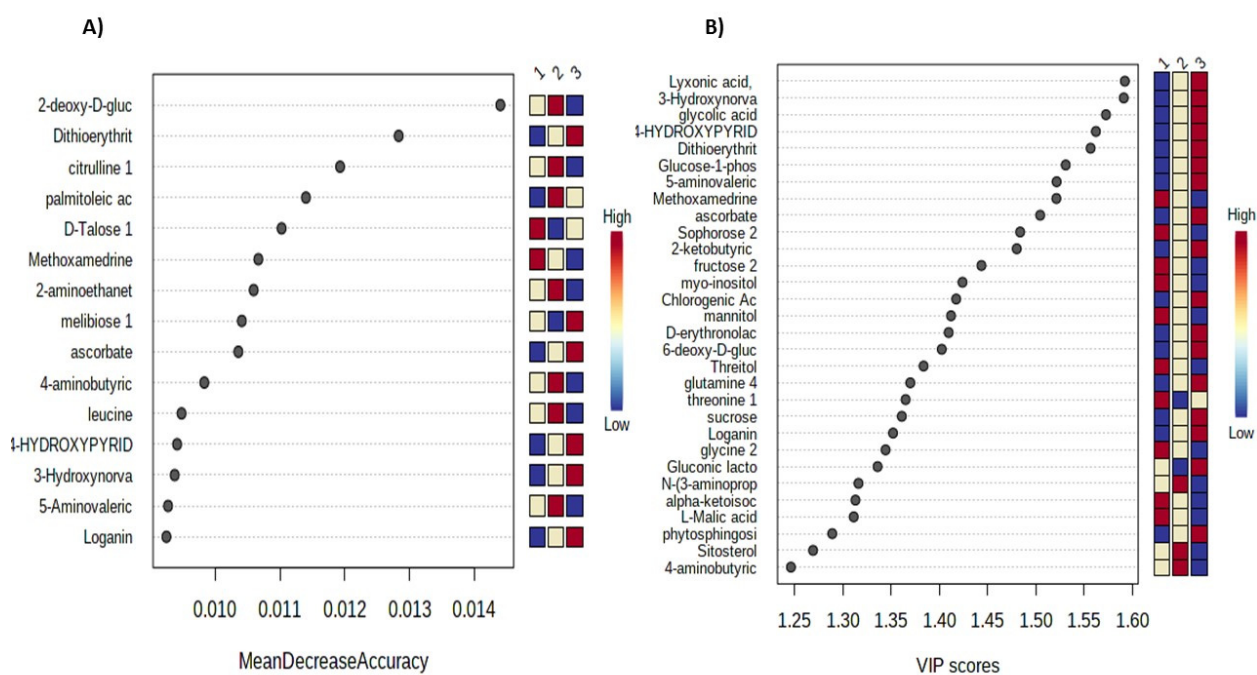 A)
B)
1 2 3
2-deoxy-D-gluc
Dithioerythrit
citrulline 1
palmitoleic ac
D-Talose 1
Methoxamedrine
2-aminoethanet
melibiose 1
ascorbate
4-aminobutyric
leucine
4-HYDROXYPYRID
3-Hydroxynorva
5-Aminovaleric
Loganin
High
Low
0.010 0.011 0.012 0.013 0.014
MeanDecreaseAccuracy
1 2 3
Lyxonic acid,
3-Hydroxynorva
glycolic acid
4-HYDROXYPYRID
Dithioerythrit
Glucose-1-phos
5-aminovaleric
Methoxamedrine
ascorbate
Sophorose 2
2-ketobutyric
fructose 2
myo-inositol
Chlorogenic Ac
mannitol
D-erythronolac
6-deoxy-D-gluc
Threitol
glutamine 4
threonine 1
sucrose
Loganin
glycine 2
Gluconic lacto
N-(3-aminoprop
alpha-ketoisoc
L-Malic acid
phytosphingosi
Sitosterol
4-aminobutyric
High
Low
1.25 1.30 1.35 1.40 1.45 1.50 1.55 1.60
VIP scores